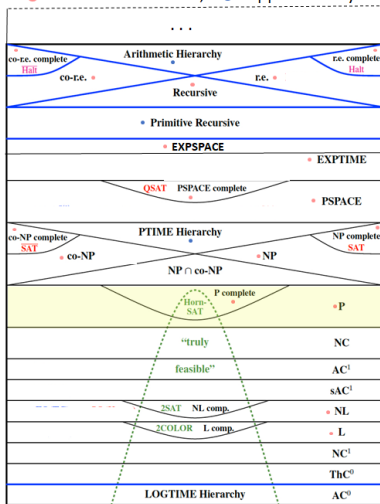 . . .
co-r.e. complete
Arithmetic Hierarchy
r.e. complete
Halt
co-r.e.
r.e.
Halt
Recursive
Primitive Recursive
EXPSPACE
EXPTIME
QSAT PSPACE complete
PSPACE
co-NP complete
PTIME Hierarchy
NP complete
SAT
co-NP
NP
SAT
NP ∩ co-NP
P complete
Horn-
SAT
P
"truly
NC
feasible"
AC¹
sAC¹
2SAT NL comp.
NL
2COLOR L comp.
L
NC¹
ThC⁰
LOGTIME Hierarchy
AC⁰